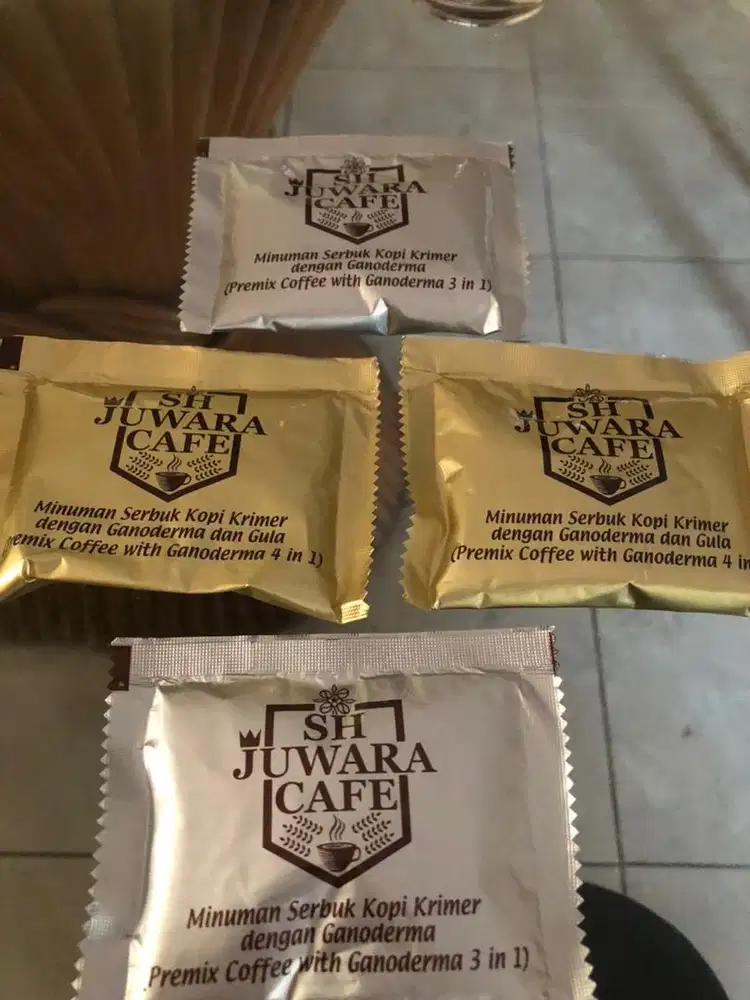 SH
JUWARA
CAFE
Minuman Serbuk Kopi Krimer
dengan Ganoderma
(Premix Coffee with Ganoderma 3 in 1)
SH
JUWARA
CAFE
Minuman Serbuk Kopi Krimer
dengan Ganoderma dan Gula
remix Coffee with Ganoderma 4 in 1)
SH
JUWARA
CAFE
Minuman Serbuk Kopi Krimer
dengan Ganoderma dan Gula
(Premix Coffee with Ganoderma 4 in
SH
JUWARA
CAFE
Minuman Serbuk Kopi Krimer
dengan Ganoderma
Premix Coffee with Ganoderma 3 in 1)